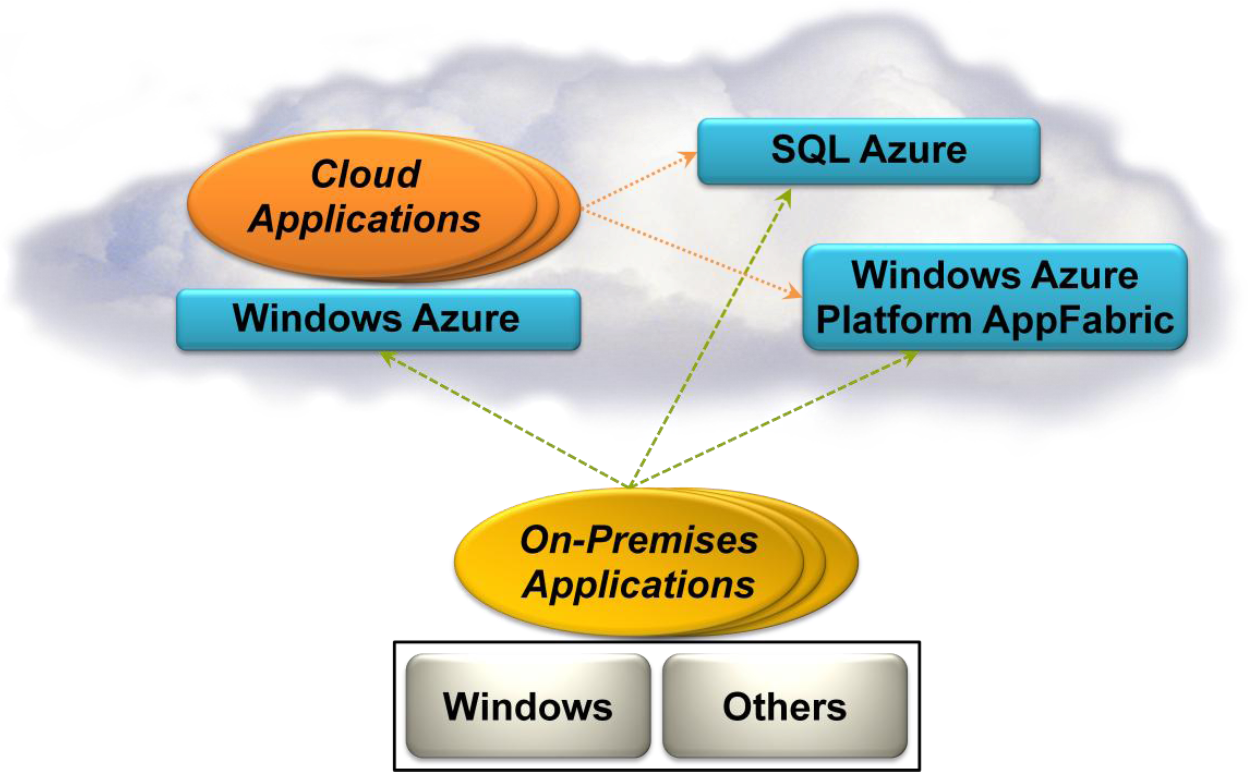 Cloud
Applications
SQL Azure
Windows Azure
Platform AppFabric
Windows Azure
On-Premises
Applications
Windows
Others